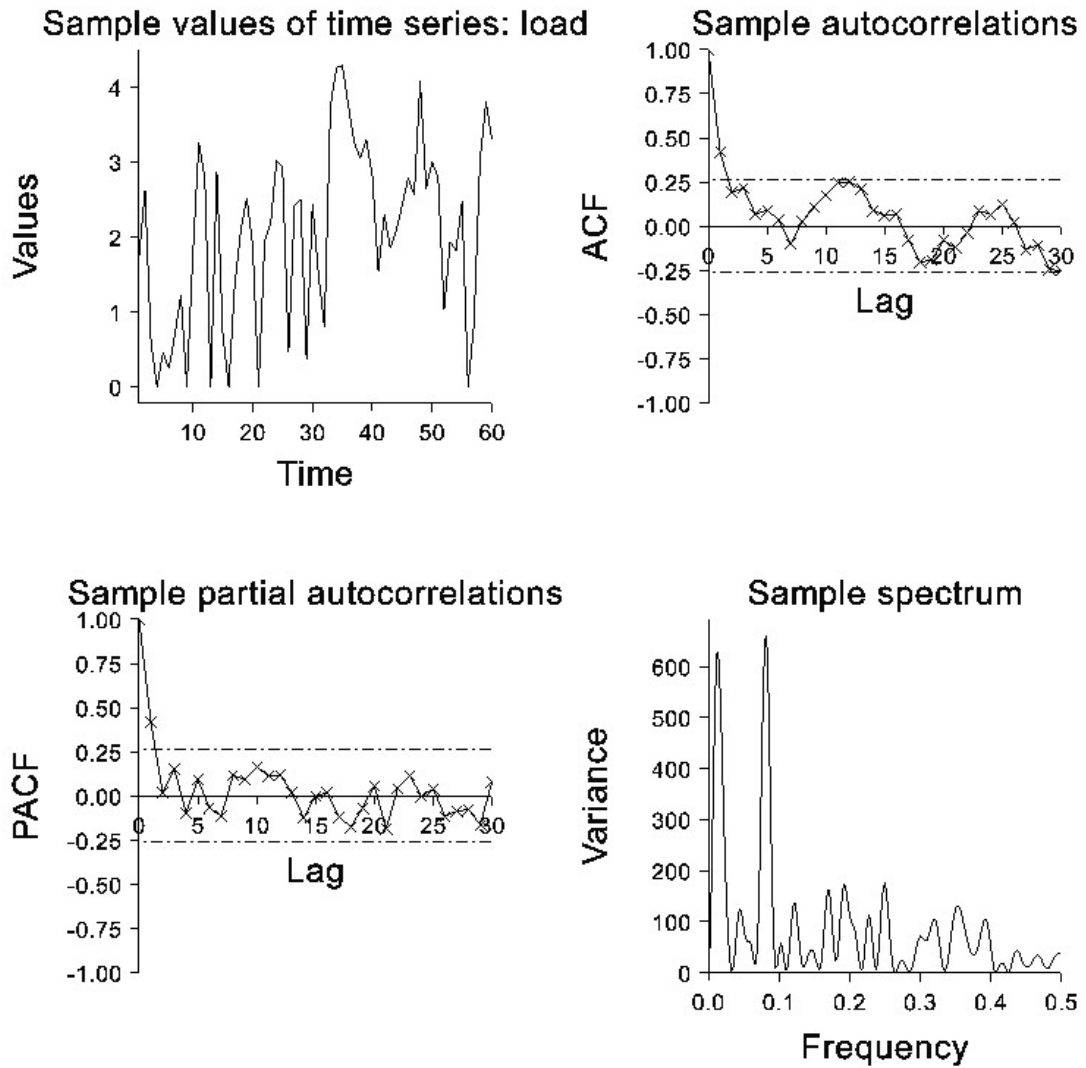 Sample values of time series: load
4
3
2
1
0
Values
10 20 30 40 50 60
Time
Sample autocorrelations
1.00
0.75
0.50
0.25
0.00
-0.25
-0.50
-0.75
-1.00
ACF
0 5 10 15 20 25 30
Lag
Sample partial autocorrelations
1.00
0.75
0.50
0.25
0.00
-0.25
-0.50
-0.75
-1.00
PACF
0 5 10 15 20 25 30
Lag
Sample spectrum
600
500
400
300
200
100
0
Variance
0.0 0.1 0.2 0.3 0.4 0.5
Frequency